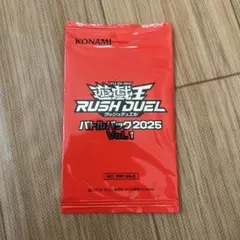 KONAMI
遊戯王
RUSH DUEL
ラッシュデュエル
バトルパック2025
Vol.1
NOT FOR SALE